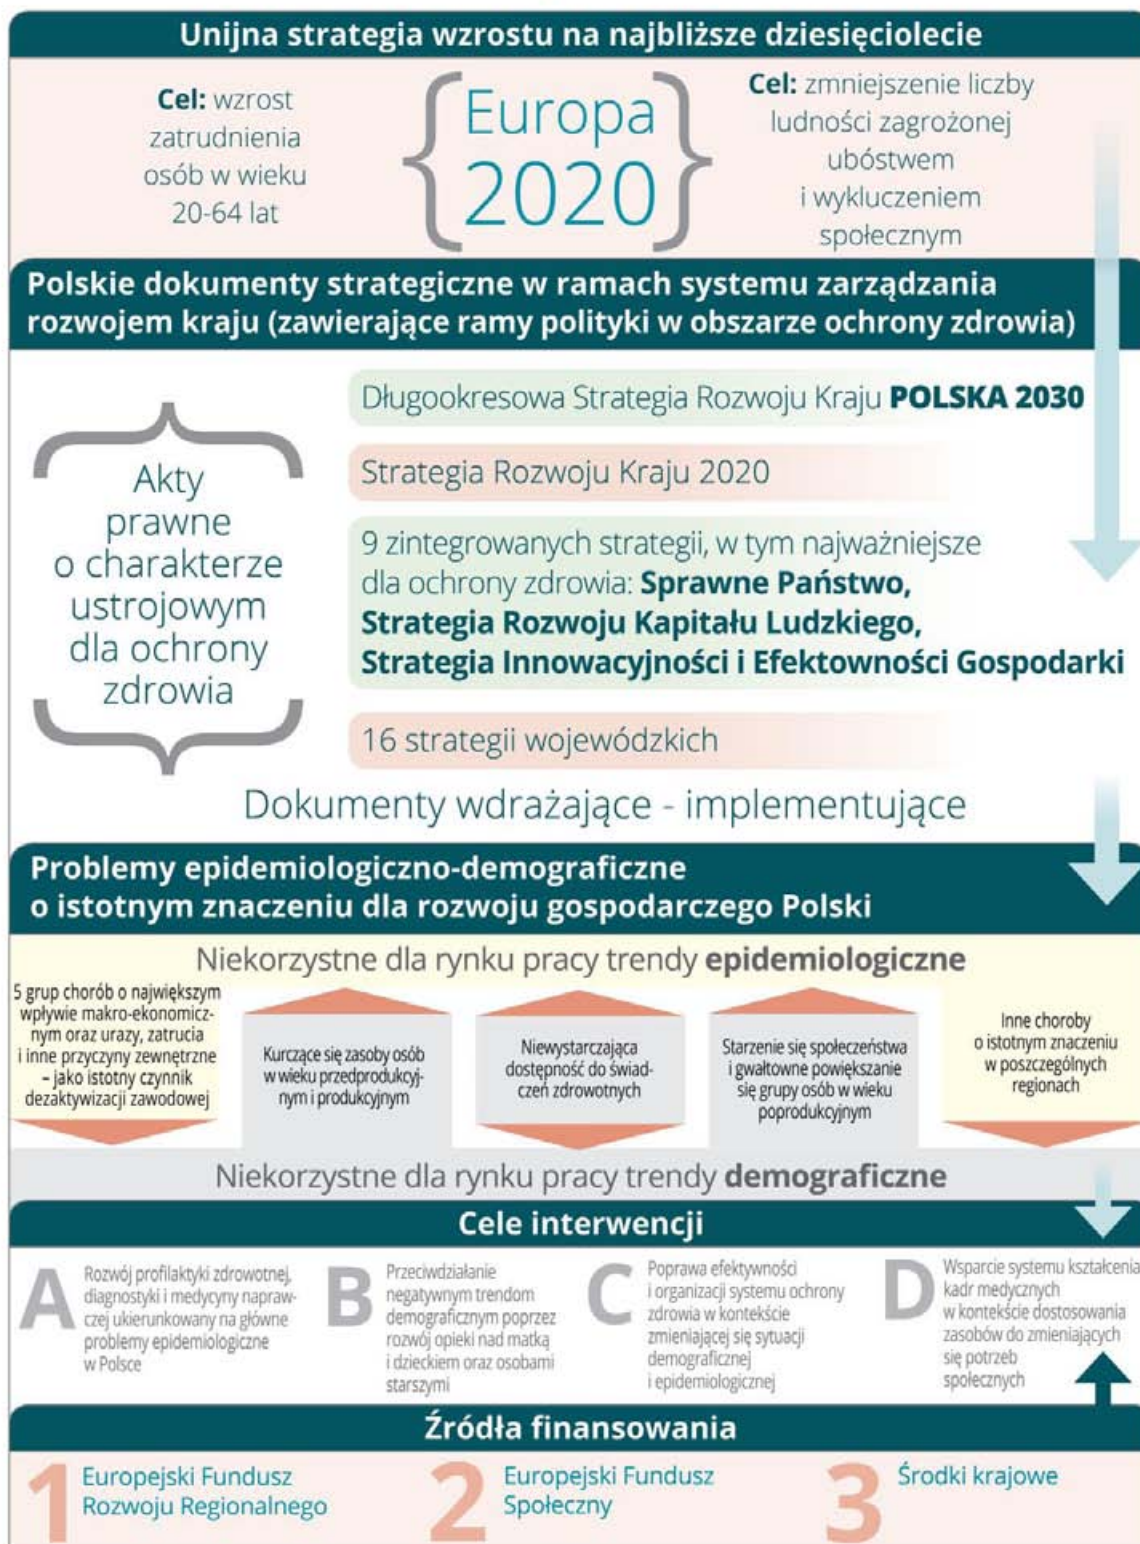 Unijna strategia wzrostu na najbliższe dziesięciolecie
Cel: wzrost
zatrudnienia
osób w wieku
20-64 lat
Europa
2020
Cel: zmniejszenie liczby
ludności zagrożonej
ubóstwem
i wykluczeniem
społecznym
Polskie dokumenty strategiczne w ramach systemu zarządzania
rozwojem kraju (zawierające ramy polityki w obszarze ochrony zdrowia)
Akty
prawne
o charakterze
ustrojowym
dla ochrony
zdrowia
Długookresowa Strategia Rozwoju Kraju POLSKA 2030
Strategia Rozwoju Kraju 2020
9 zintegrowanych strategii, w tym najważniejsze
dla ochrony zdrowia: Sprawne Państwo,
Strategia Rozwoju Kapitału Ludzkiego,
Strategia Innowacyjności i Efektowności Gospodarki
16 strategii wojewódzkich
Dokumenty wdrażające - implementujące
Problemy epidemiologiczno-demograficzne
o istotnym znaczeniu dla rozwoju gospodarczego Polski
Niekorzystne dla rynku pracy trendy epidemiologiczne
5 grup chorób o największym
wpływie makro-ekonomicz-
nym oraz urazy, zatrucia
i inne przyczyny zewnętrzne
– jako istotny czynnik
dezaktywizacji zawodowej
Kurczące się zasoby osób
w wieku przedprodukcyj-
nym i produkcyjnym
Niewystarczająca
dostępność do świad-
czeń zdrowotnych
Starzenie się społeczeństwa
i gwałtowne powiększanie
się grupy osób w wieku
poprodukcyjnym
Inne choroby
o istotnym znaczeniu
w poszczególnych
regionach
Niekorzystne dla rynku pracy trendy demograficzne
Cele interwencji
A
Rozwój profilaktyki zdrowotnej,
diagnostyki i medycyny napraw-
czej ukierunkowany na główne
problemy epidemiologiczne
w Polsce
B
Przeciwdziałanie
negatywnym trendom
demograficznym poprzez
rozwój opieki nad matką
i dzieckiem oraz osobami
starszymi
C
Poprawa efektywności
i organizacji systemu ochrony
zdrowia w kontekście
zmieniającej się sytuacji
demograficznej
i epidemiologicznej
D
Wsparcie systemu kształcenia
kadr medycznych
w kontekście dostosowania
zasobów do zmieniających
się potrzeb
społecznych
Źródła finansowania
1
Europejski Fundusz
Rozwoju Regionalnego
2
Europejski Fundusz
Społeczny
3
Środki krajowe